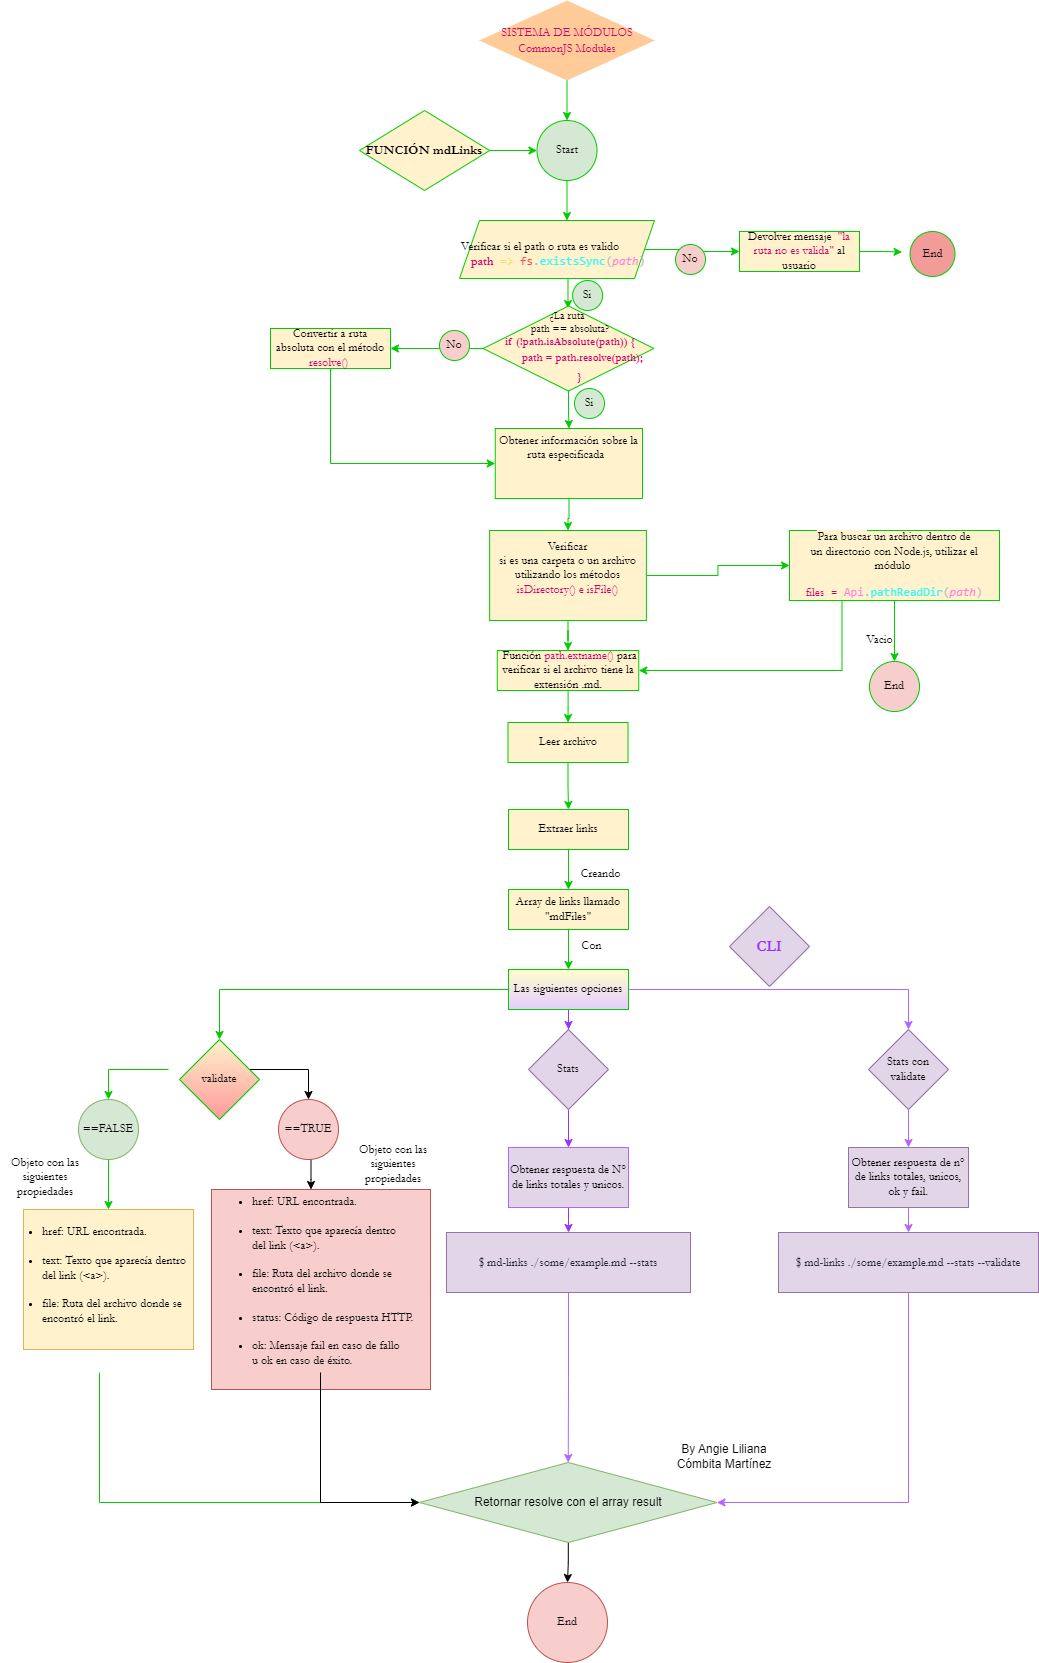 SISTEMA DE MÓDULOS
CommonJS Modules
FUNCIÓN mdLinks
Start
Verificar si el path o ruta es valido
path => fs.existsSync(path)
No
Devolver mensaje "la
ruta no es valida" al
usuario
End
Si
¿La ruta
path == absoluta?
if (!path.isAbsolute(path)) {
path = path.resolve(path);
}
No
Convertir a ruta
absoluta con el método
resolve()
Si
Obtener información sobre la
ruta especificada
Verificar
si es una carpeta o un archivo
utilizando los métodos
isDirectory() e isFile()
Para buscar un archivo dentro de
un directorio con Node.js, utilizar el
módulo
files = Api.pathReadDir(path)
Vacio
End
Función path.extname() para
verificar si el archivo tiene la
extensión .md.
Leer archivo
Extraer links
Creando
Array de links llamado
"mdFiles"
Con
CLI
Las siguientes opciones
validate
Stats
Stats con
validate
==FALSE
==TRUE
Objeto con las
siguientes
propiedades
Objeto con las
siguientes
propiedades
• href: URL encontrada.
• text: Texto que aparecía dentro
del link (<a>).
• file: Ruta del archivo donde se
encontró el link.
• href: URL encontrada.
• text: Texto que aparecía dentro
del link (<a>).
• file: Ruta del archivo donde se
encontró el link.
• status: Código de respuesta HTTP.
• ok: Mensaje fail en caso de fallo
u ok en caso de éxito.
Obtener respuesta de N°
de links totales y unicos.
Obtener respuesta de n°
de links totales, unicos,
ok y fail.
$ md-links ./some/example.md --stats
$ md-links ./some/example.md --stats --validate
By Angie Liliana
Cómbita Martínez
Retornar resolve con el array result
End